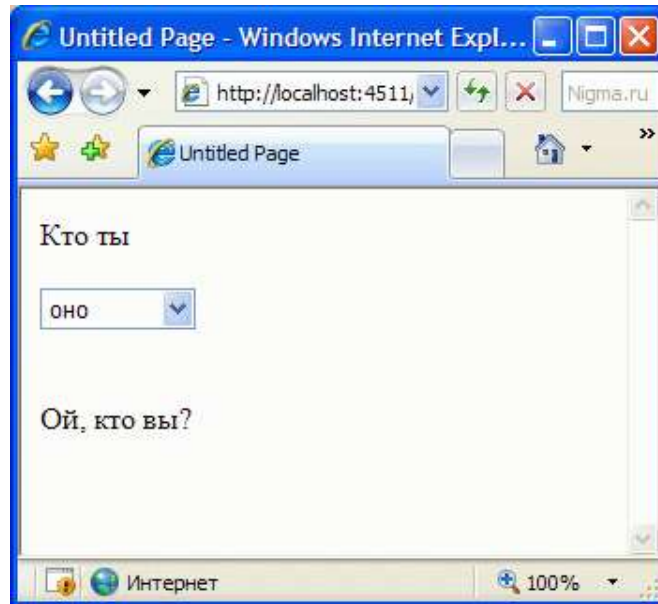 Untitled Page - Windows Internet Expl...
http://localhost:4511/
Nigma.ru
Untitled Page
»
Кто ты
оно
Ой, кто вы?
Интернет
100%